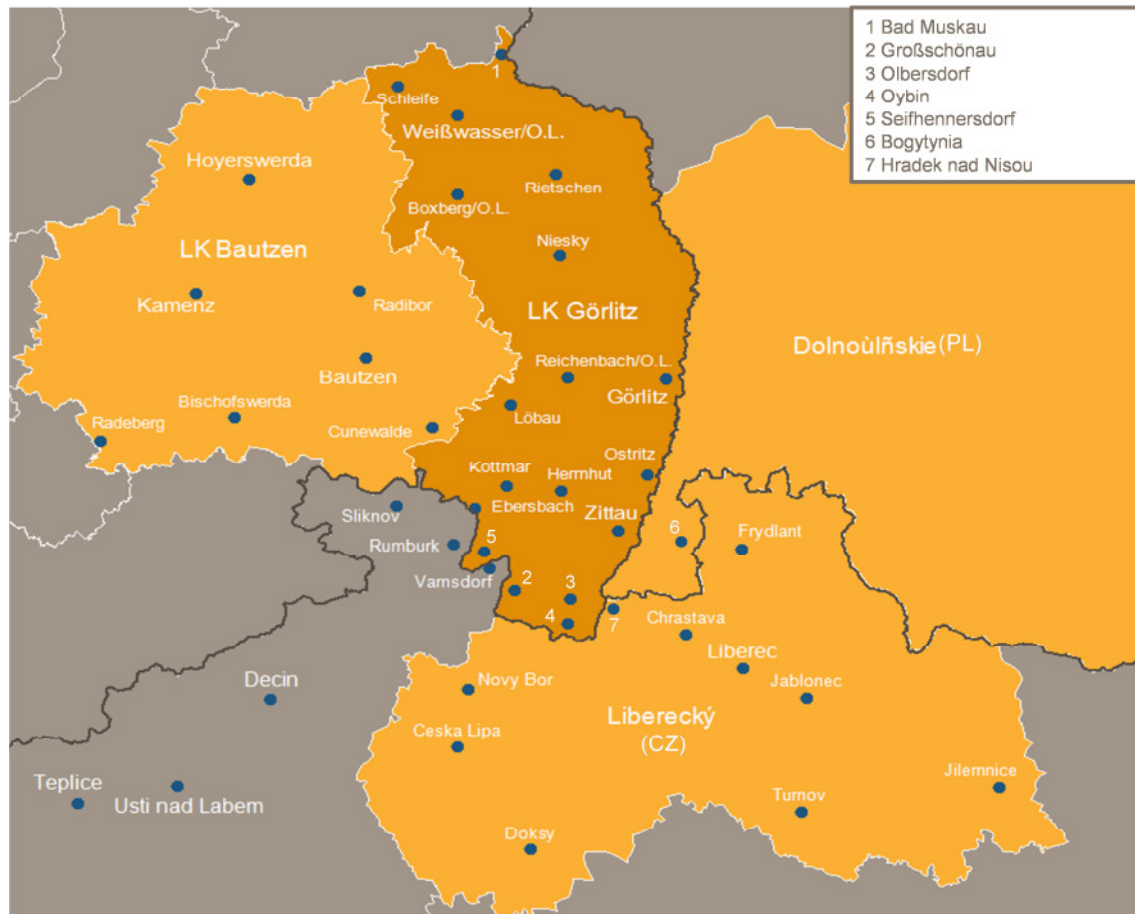 1 Bad Muskau
2 Großschönau
3 Olbersdorf
4 Oybin
5 Seifhennersdorf
6 Bogytynia
7 Hradek nad Nisou
1
Schleife
Weißwasser/O.L.
Hoyerswerda
Rietschen
Boxberg/O.L.
Niesky
LK Bautzen
Kamenz
Radibor
LK Görlitz
Dolnoùlñskie (PL)
Reichenbach/O.L.
Bautzen
Görlitz
Bischofswerda
Löbau
Radeberg
Cunewalde
Ostritz
Kottmar
Herrnhut
Ebersbach
Zittau
Sliknov
6
Frydlant
Rumburk
5
Varnsdorf
2
3
4
7
Chrastava
Liberec
Decin
Novy Bor
Jablonec
Liberecký
(CZ)
Ceska Lipa
Teplice
Usti nad Labem
Jilemnice
Turnov
Doksy